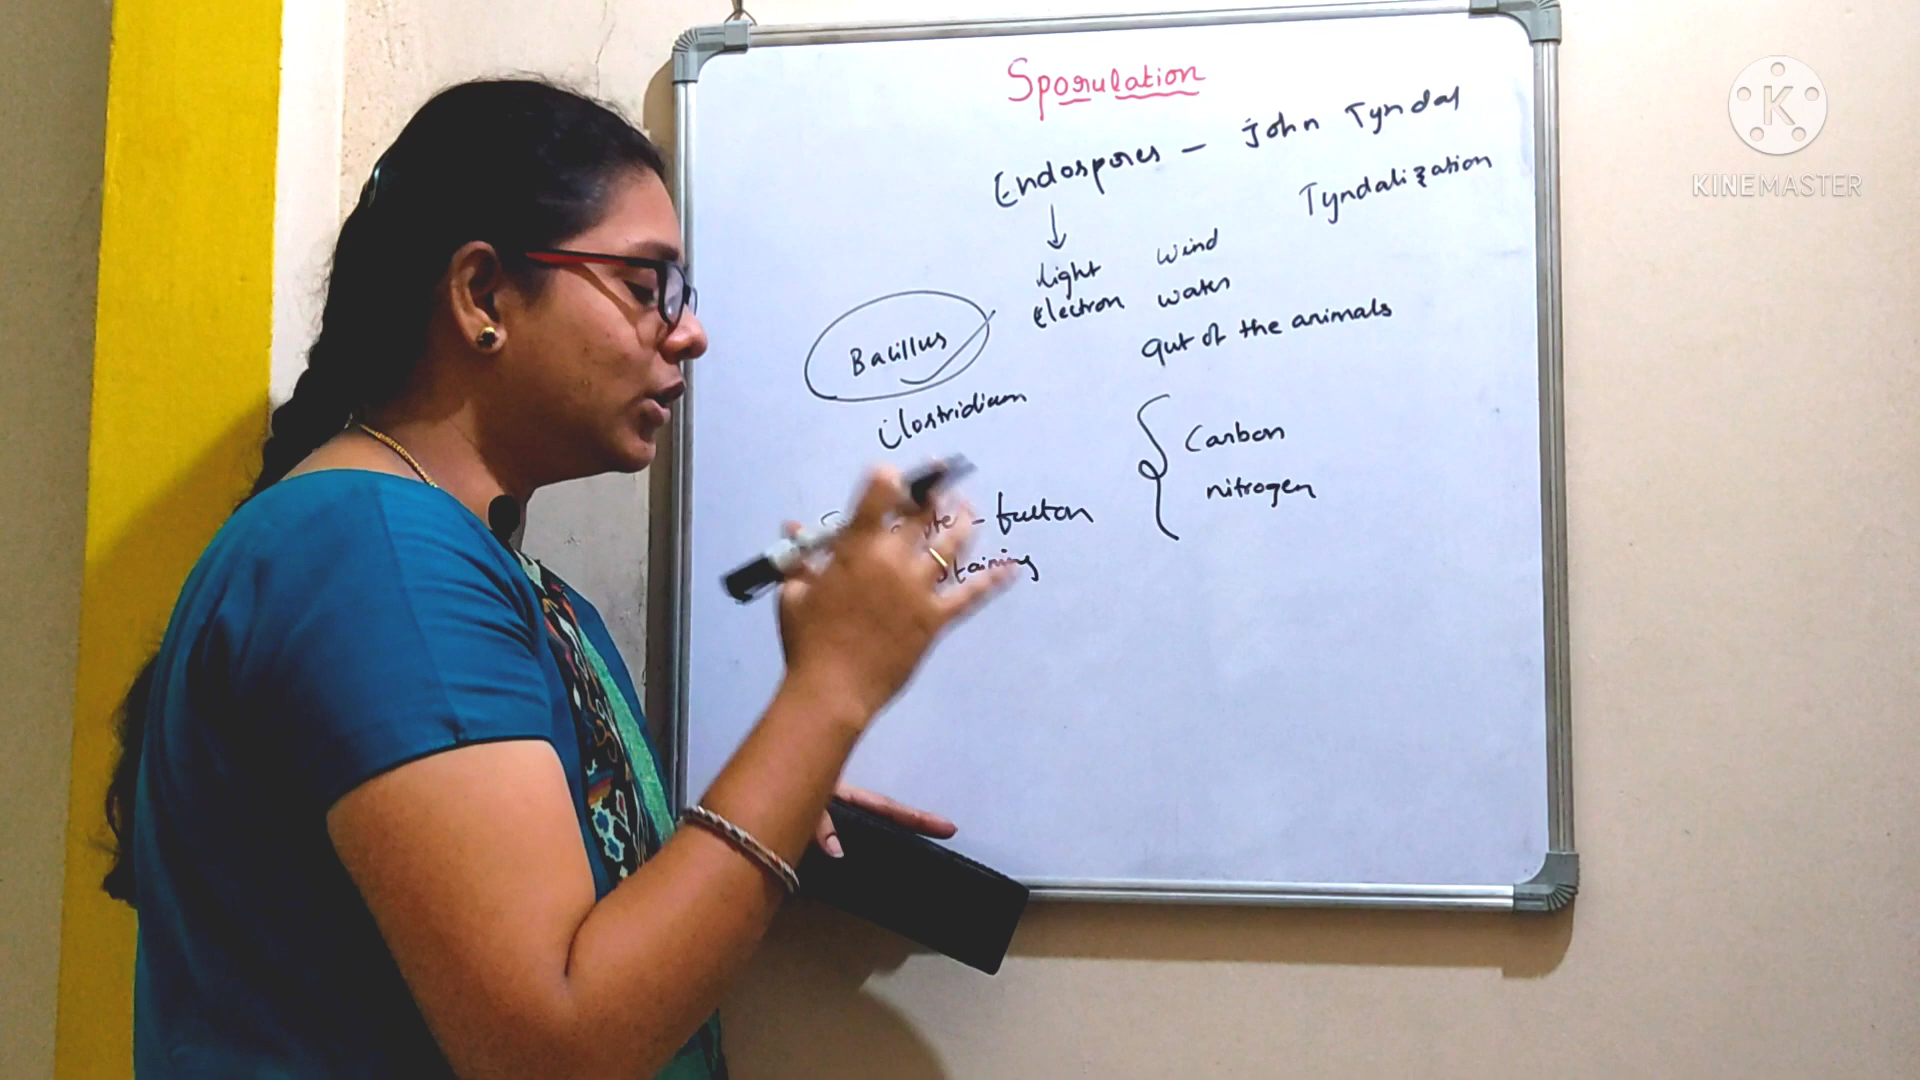 Sporulation
Endospores - John Tyndal
Tyndalization
light wind
Electron water
gut of the animals
Bacillus
Clostridium
Carbon
nitrogen
- fulton
staining
K
KINEMASTER